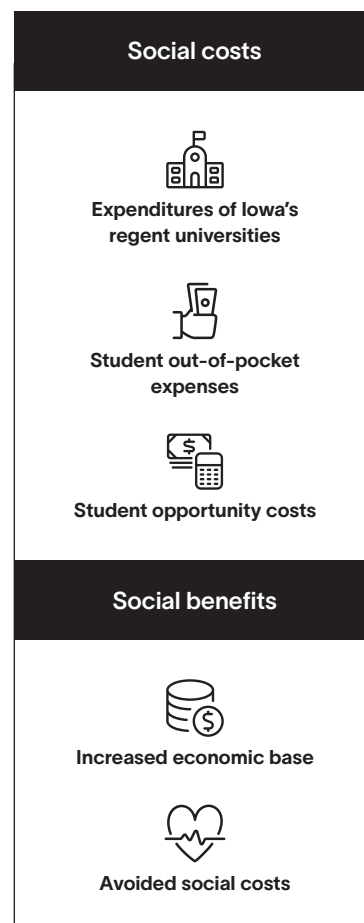 Social costs
Expenditures of Iowa's
regent universities
Student out-of-pocket
expenses
$
Student opportunity costs
Social benefits
$
Increased economic base
Avoided social costs